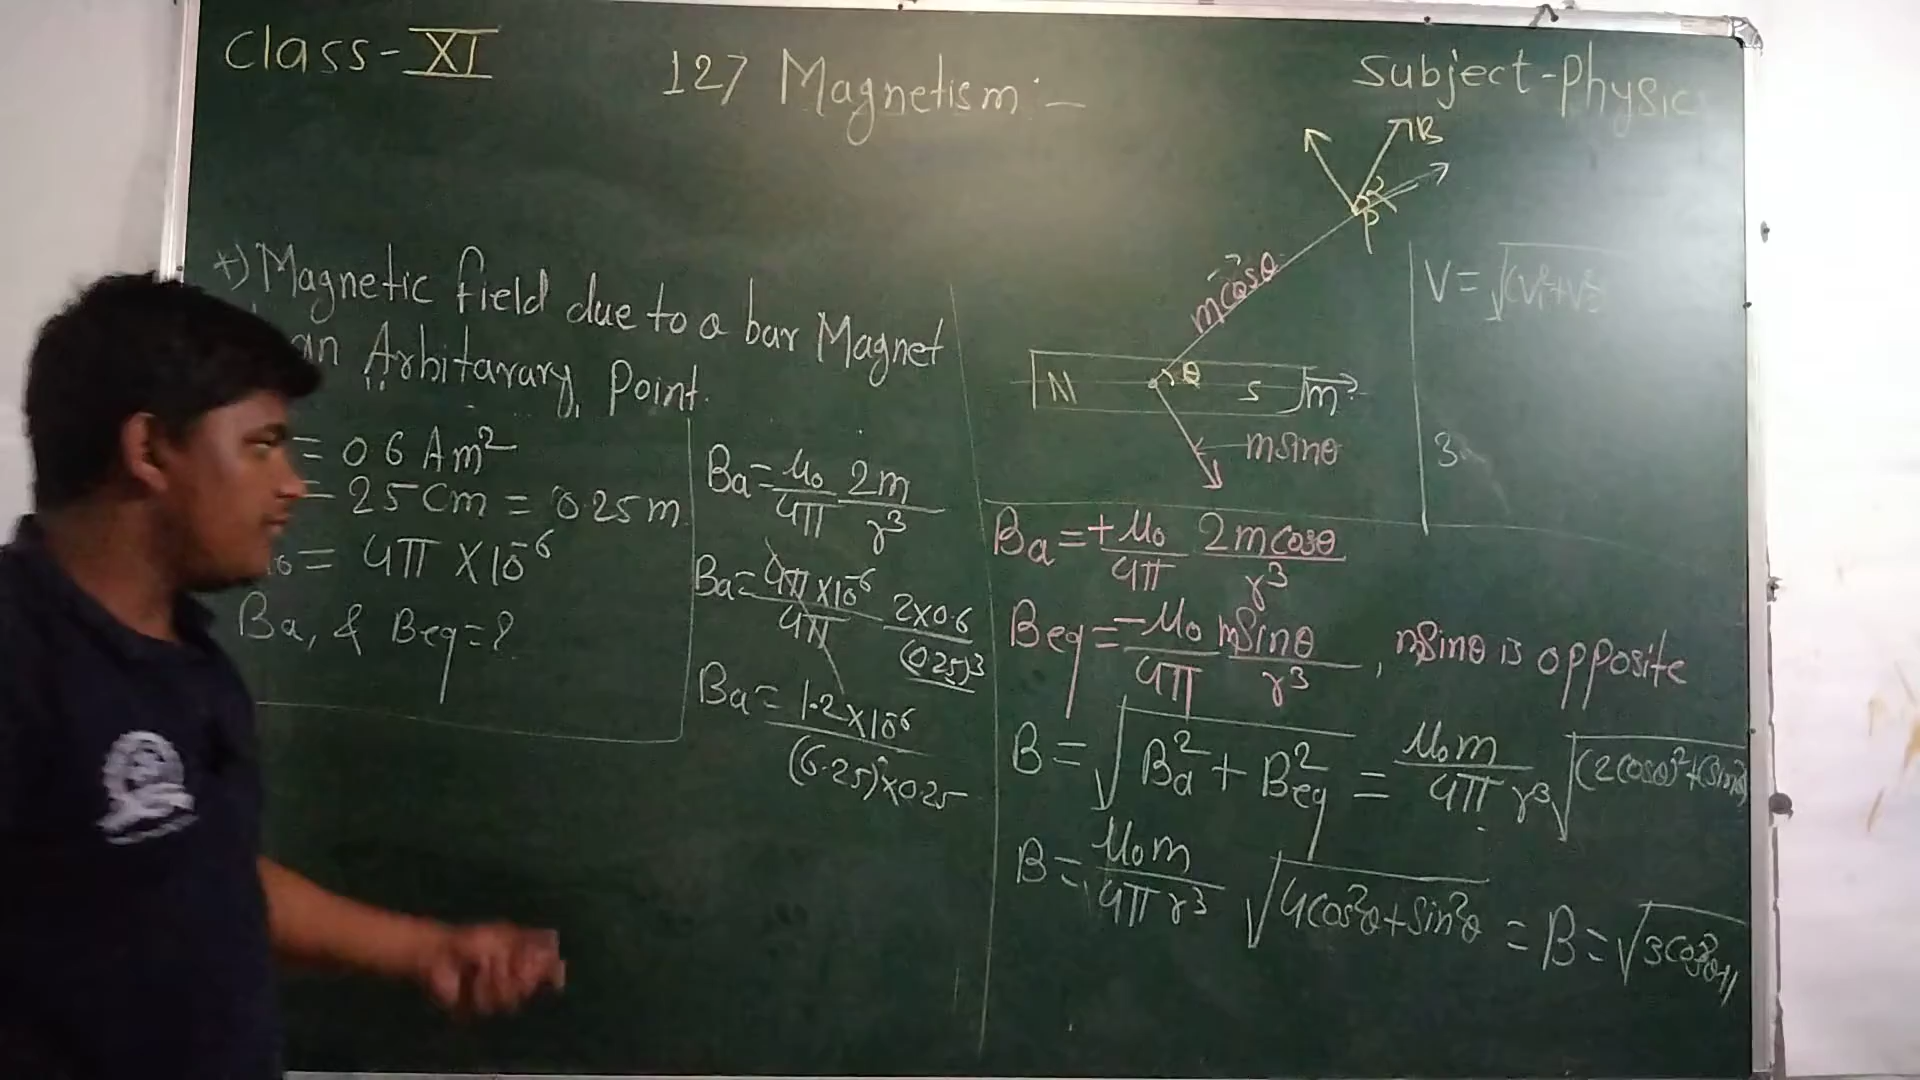 Class-XI
127 Magnetism:-
Subject-Physic
*) Magnetic field due to a bar Magnet
an Arbitarary Point.
= 0.6 Am²
= 25 Cm = 0.25 m
= 4π X10⁻⁶
Ba, & Beq=?
Ba = μ₀/4π 2m/r³
Ba = 4π×10⁻⁶/4π 2×0.6/(0.25)³
Ba = 1.2×10⁻⁶/(0.25)²×0.25
B
α
P
mcosθ
N
θ
S
m
msinθ
V = √(V₁²+V₂²)
3
Ba = +μ₀/4π 2mcosθ/r³
Beq = -μ₀/4π msinθ/r³, msinθ is opposite
B = √Ba²+Beq² = μ₀m/4πr³ √(2cosθ)²+(sinθ)²
B = μ₀m/4πr³ √4cos²θ+sin²θ = B = √3cos²θ+1